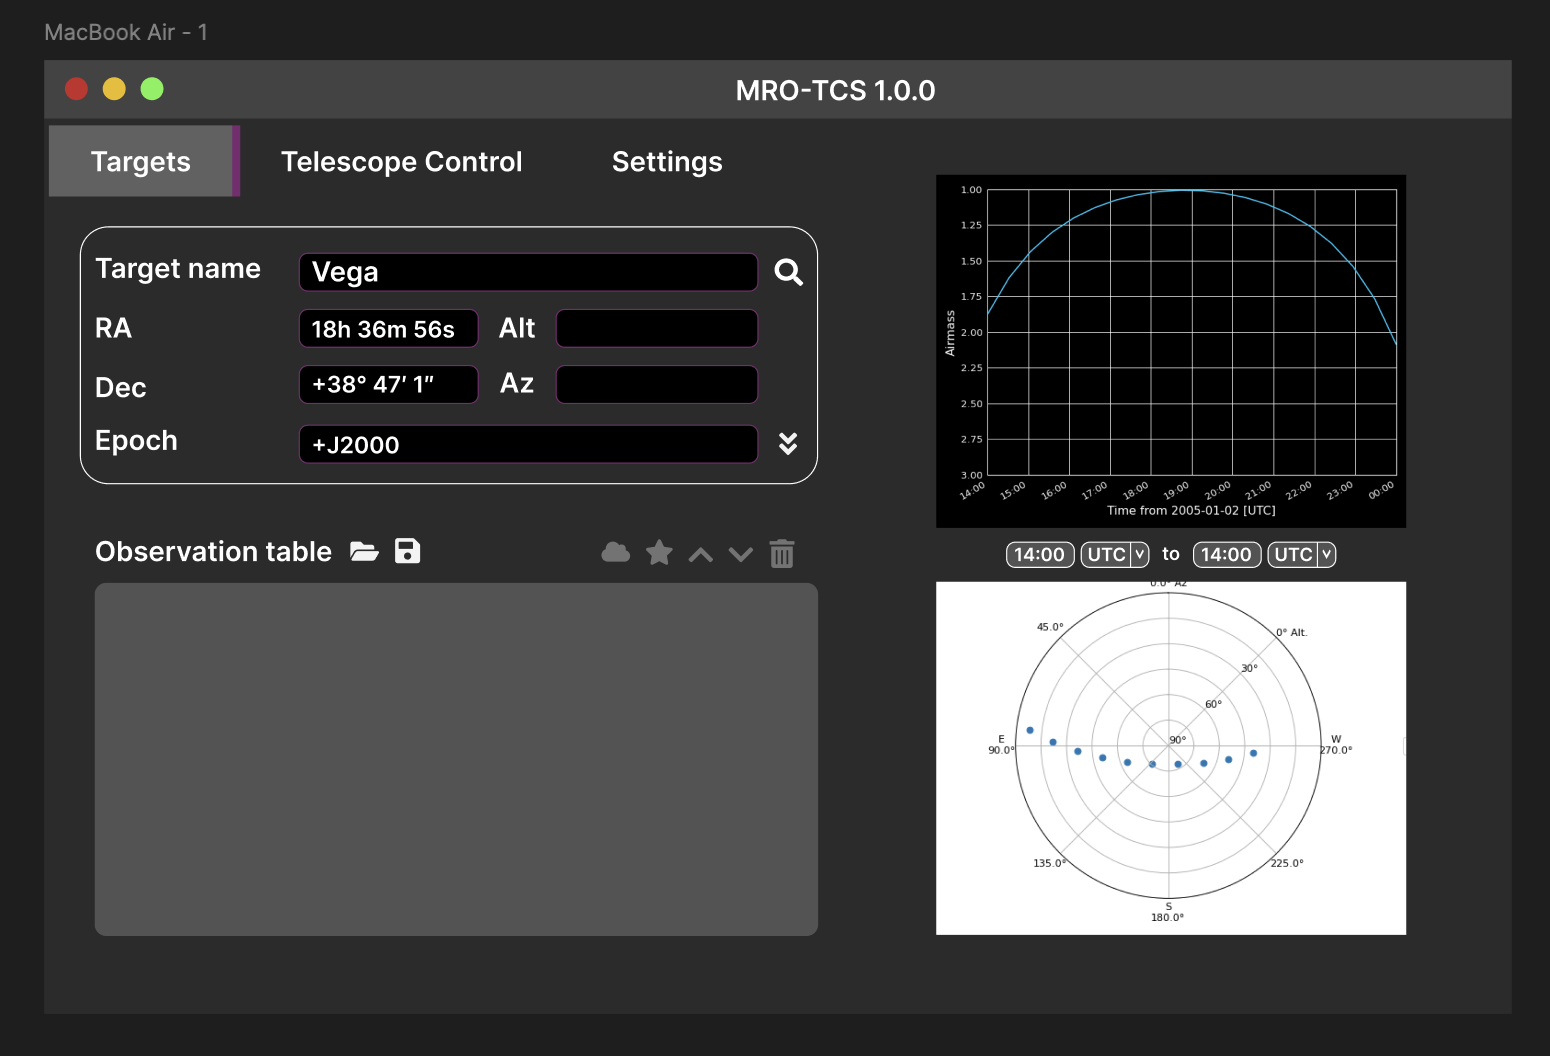 MacBook Air - 1
MRO-TCS 1.0.0
Targets
Telescope Control
Settings
Target name
Vega
RA
18h 36m 56s
Alt
Dec
+38° 47′ 1″
Az
Epoch
+J2000
Observation table
1.00
1.25
1.50
1.75
2.00
2.25
2.50
2.75
3.00
Airmass
14:00
15:00
16:00
17:00
18:00
19:00
20:00
21:00
22:00
23:00
00:00
Time from 2005-01-02 [UTC]
14:00 UTC to 14:00 UTC
0.0° Az
45.0°
0° Alt.
30°
60°
90°
E
90.0°
W
270.0°
135.0°
225.0°
S
180.0°